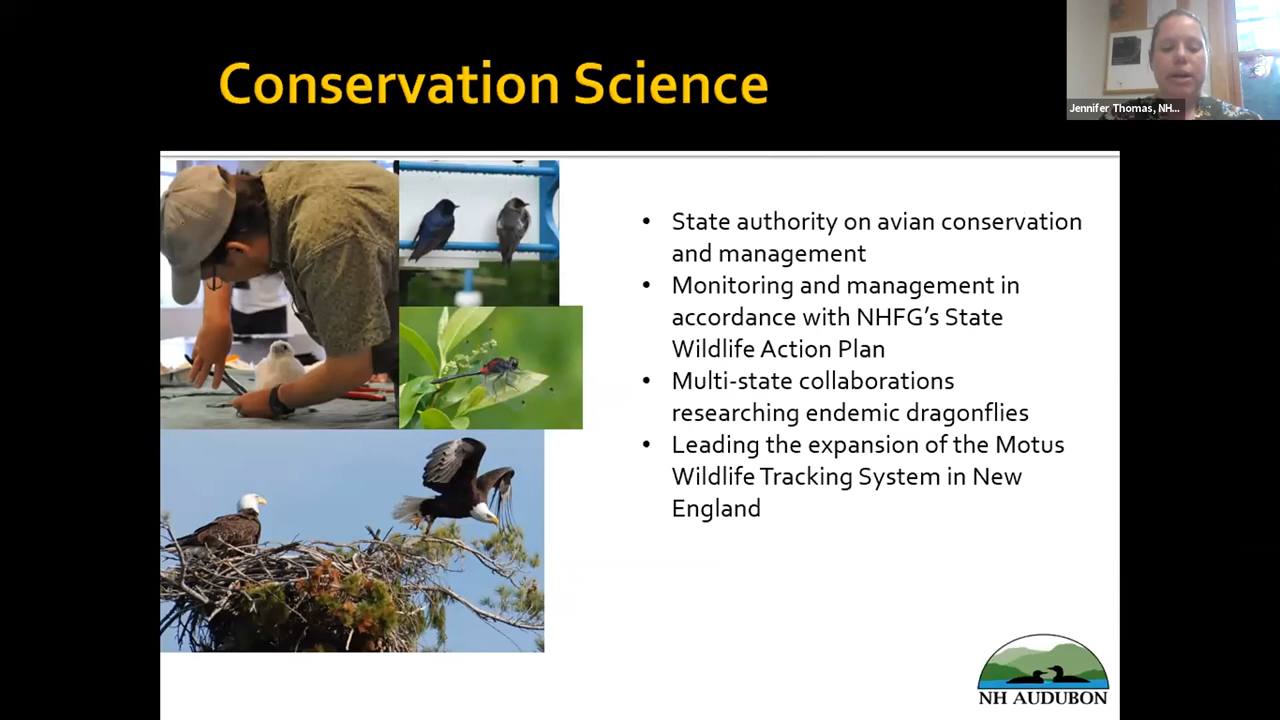 Conservation Science
Jennifer Thomas, NH...
• State authority on avian conservation
and management
• Monitoring and management in
accordance with NHFG’s State
Wildlife Action Plan
• Multi-state collaborations
researching endemic dragonflies
• Leading the expansion of the Motus
Wildlife Tracking System in New
England
NH AUDUBON